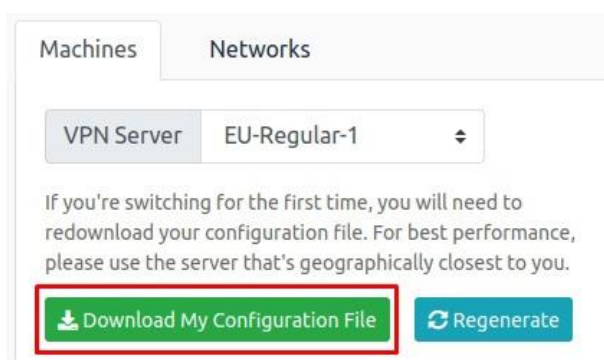 Machines Networks
VPN Server EU-Regular-1
If you're switching for the first time, you will need to
redownload your configuration file. For best performance,
please use the server that's geographically closest to you.
Download My Configuration File Regenerate